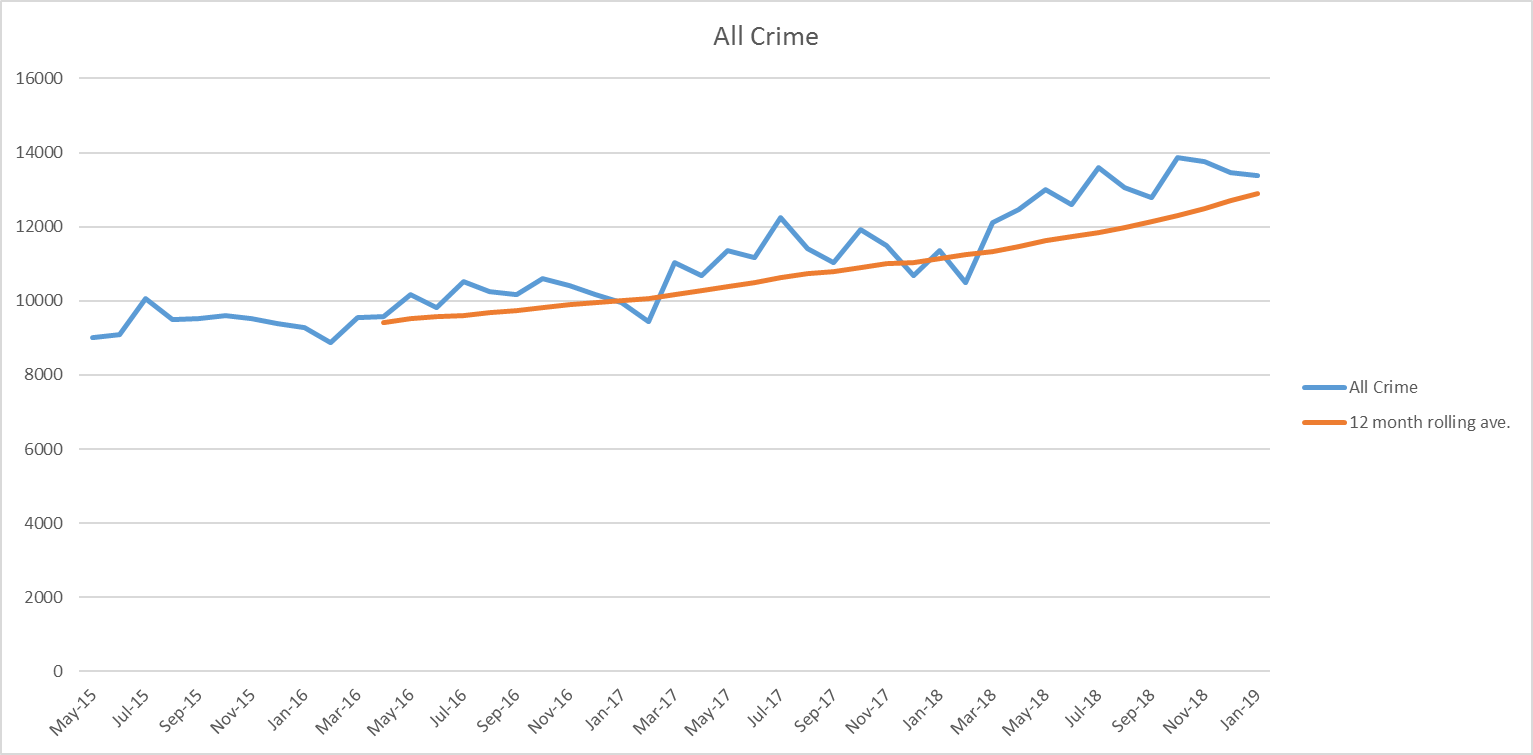 All Crime
16000
14000
12000
10000
8000
6000
4000
2000
0
May-15
Jul-15
Sep-15
Nov-15
Jan-16
Mar-16
May-16
Jul-16
Sep-16
Nov-16
Jan-17
Mar-17
May-17
Jul-17
Sep-17
Nov-17
Jan-18
Mar-18
May-18
Jul-18
Sep-18
Nov-18
Jan-19
All Crime
12 month rolling ave.